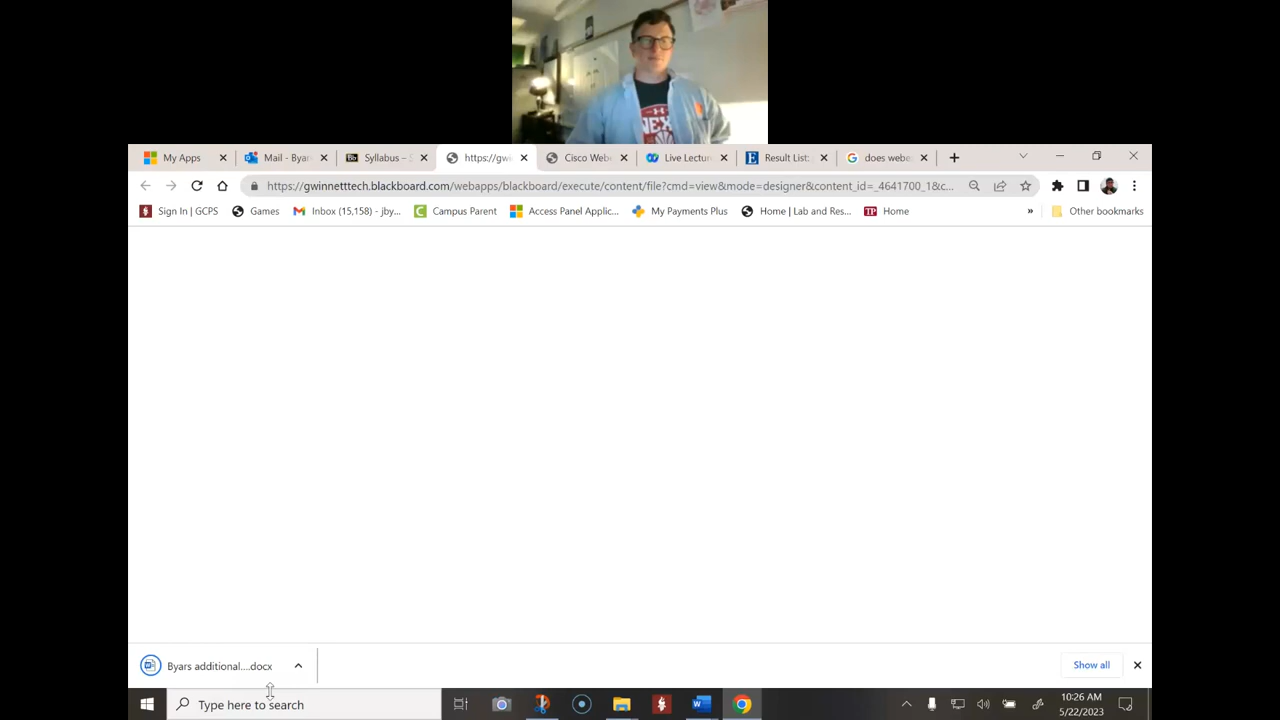 NEX
My Apps
Mail - Byar
Syllabus – S
https://gwi
Cisco Web
Live Lectur
Result List:
does webe
https://gwinnetttech.blackboard.com/webapps/blackboard/execute/content/file?cmd=view&mode=designer&content_id=_4641700_1&c...
Sign In | GCPS
Games
Inbox (15,158) - jby...
Campus Parent
Access Panel Applic...
My Payments Plus
Home | Lab and Res...
TP Home
»
Other bookmarks
Byars additional....docx
Show all
Type here to search
10:26 AM
5/22/2023